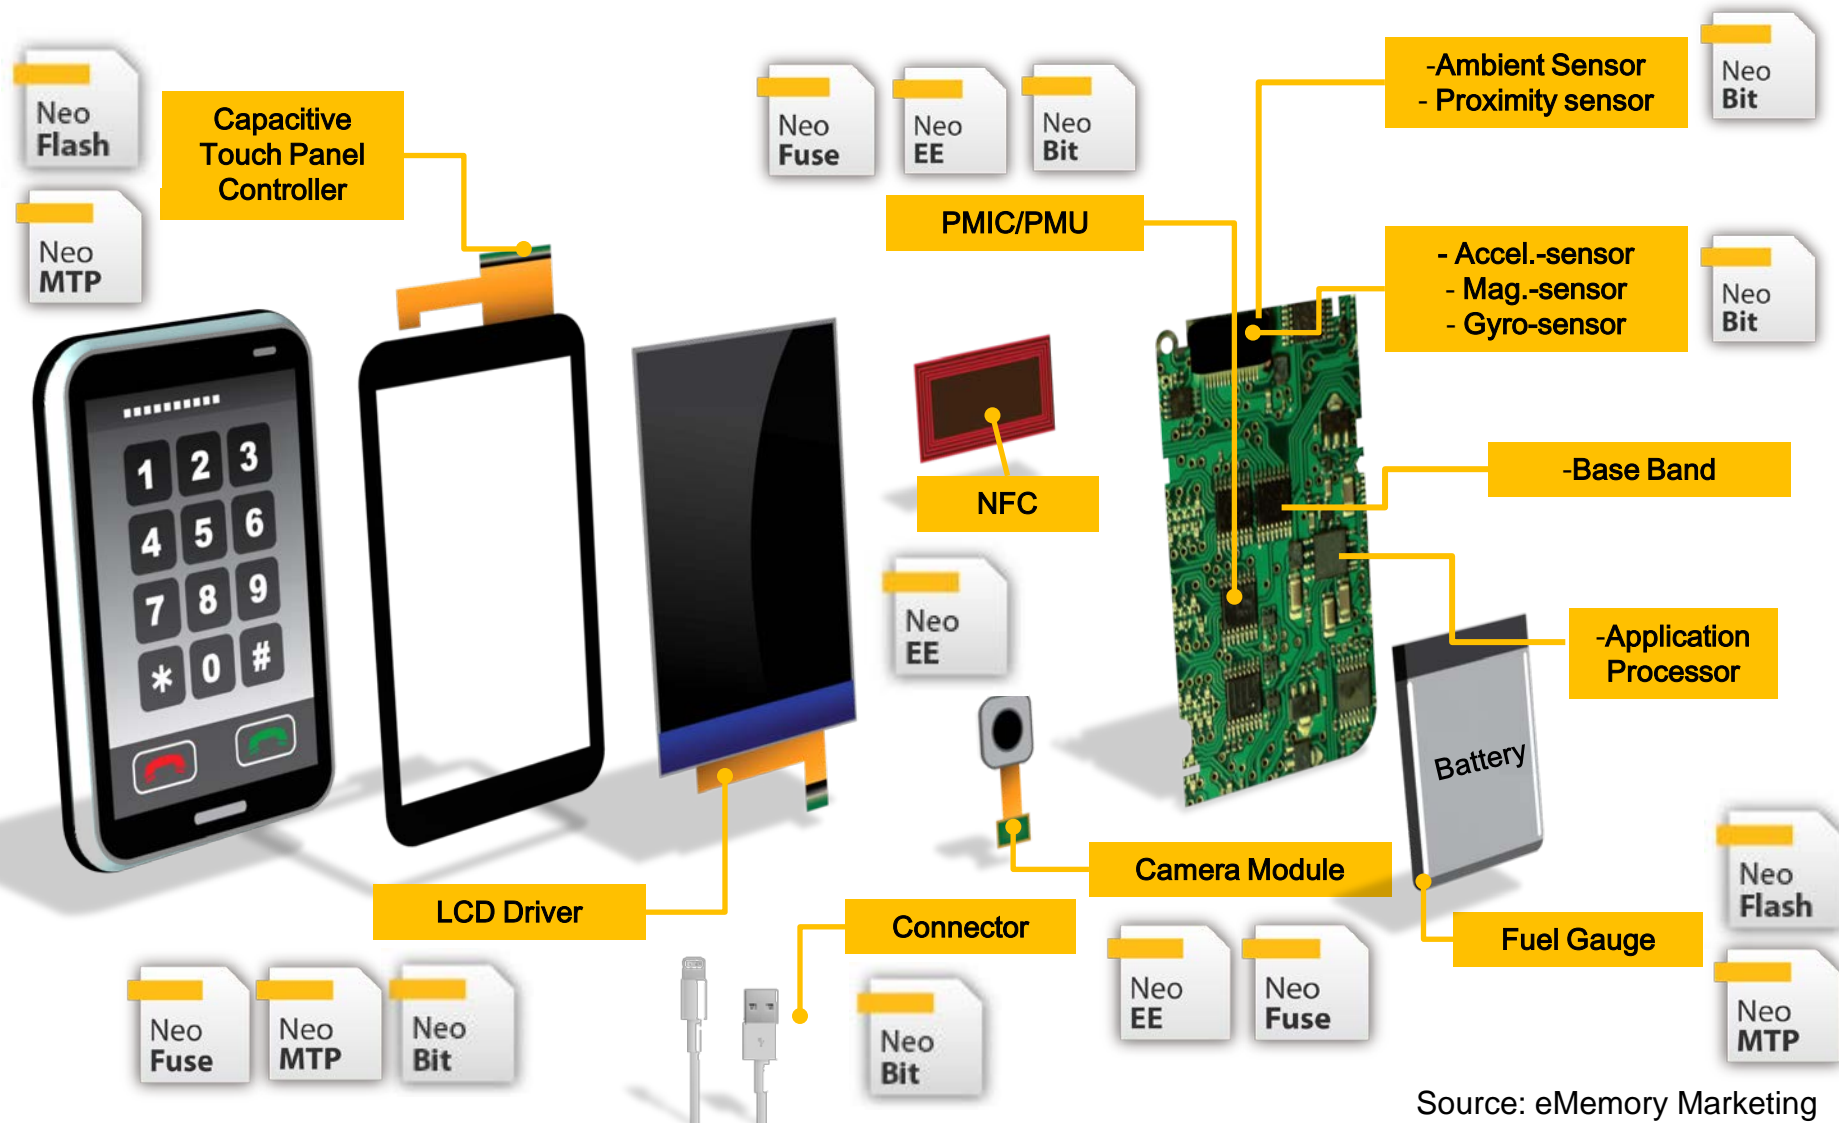 Neo
Flash
Neo
MTP
Capacitive
Touch Panel
Controller
Neo
Fuse
Neo
EE
Neo
Bit
PMIC/PMU
-Ambient Sensor
- Proximity sensor
Neo
Bit
- Accel.-sensor
- Mag.-sensor
- Gyro-sensor
Neo
Bit
1 2 3
4 5 6
7 8 9
* 0 #
NFC
Neo
EE
-Base Band
-Application
Processor
Battery
Camera Module
LCD Driver
Connector
Fuel Gauge
Neo
Flash
Neo
MTP
Neo
Fuse
Neo
MTP
Neo
Bit
Neo
Bit
Neo
EE
Neo
Fuse
Source: eMemory Marketing